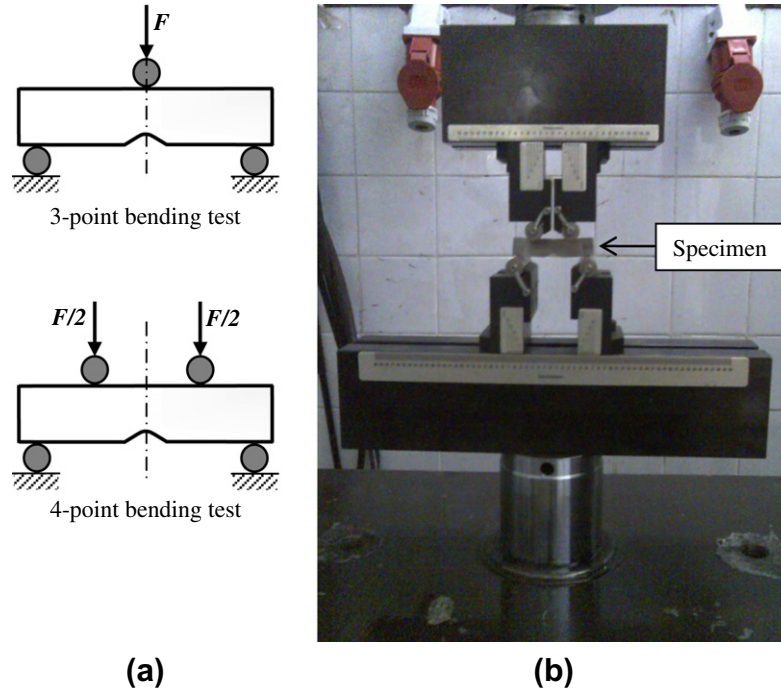 F
3-point bending test
F/2
F/2
4-point bending test
Specimen
(a)
(b)